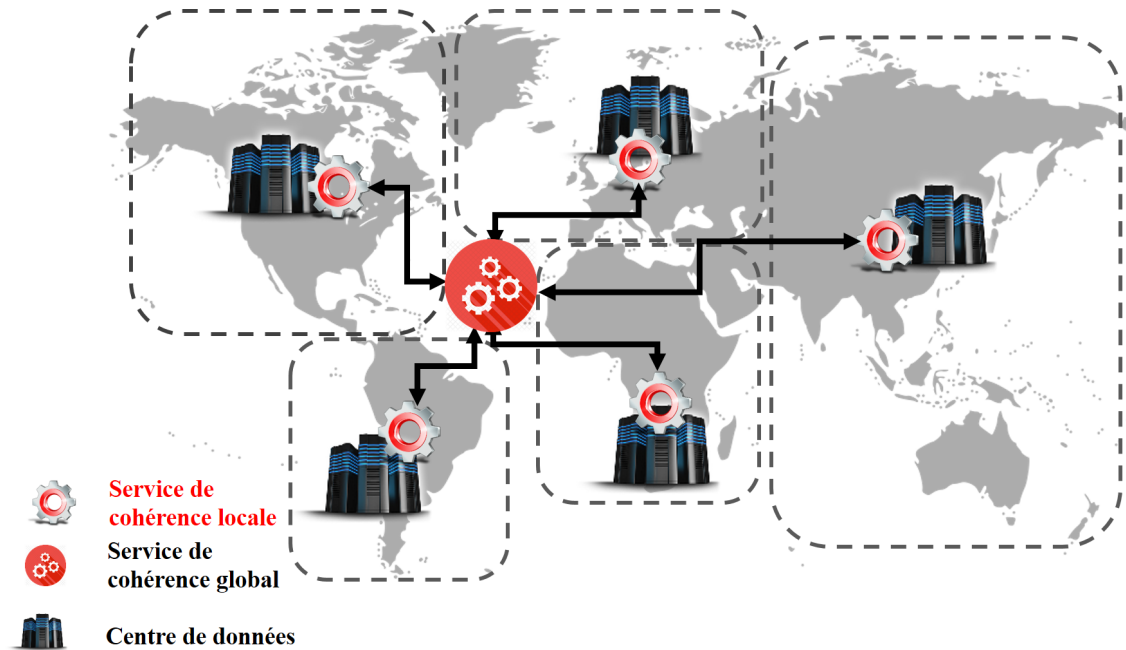 Service de
cohérence locale
Service de
cohérence global
Centre de données